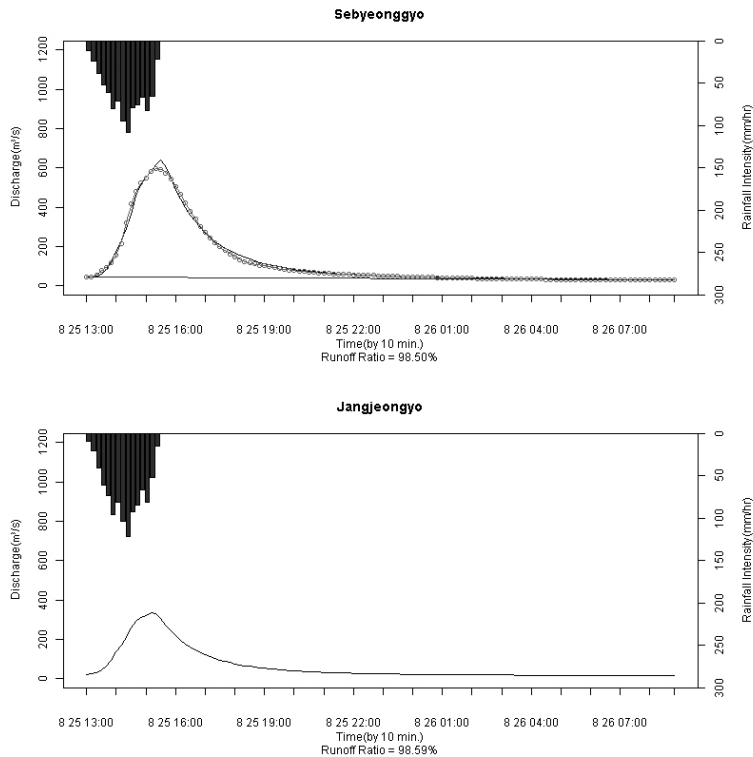 Sebyeonggyo
1200
1000
800
600
400
200
0
Discharge(m³/s)
0
50
100
150
200
250
300
Rainfall Intensity(mm/hr)
8 25 13:00 8 25 16:00 8 25 19:00 8 25 22:00 8 26 01:00 8 26 04:00 8 26 07:00
Time(by 10 min.)
Runoff Ratio = 98.50%
Jangjeongyo
1200
1000
800
600
400
200
0
Discharge(m³/s)
0
50
100
150
200
250
300
Rainfall Intensity(mm/hr)
8 25 13:00 8 25 16:00 8 25 19:00 8 25 22:00 8 26 01:00 8 26 04:00 8 26 07:00
Time(by 10 min.)
Runoff Ratio = 98.59%